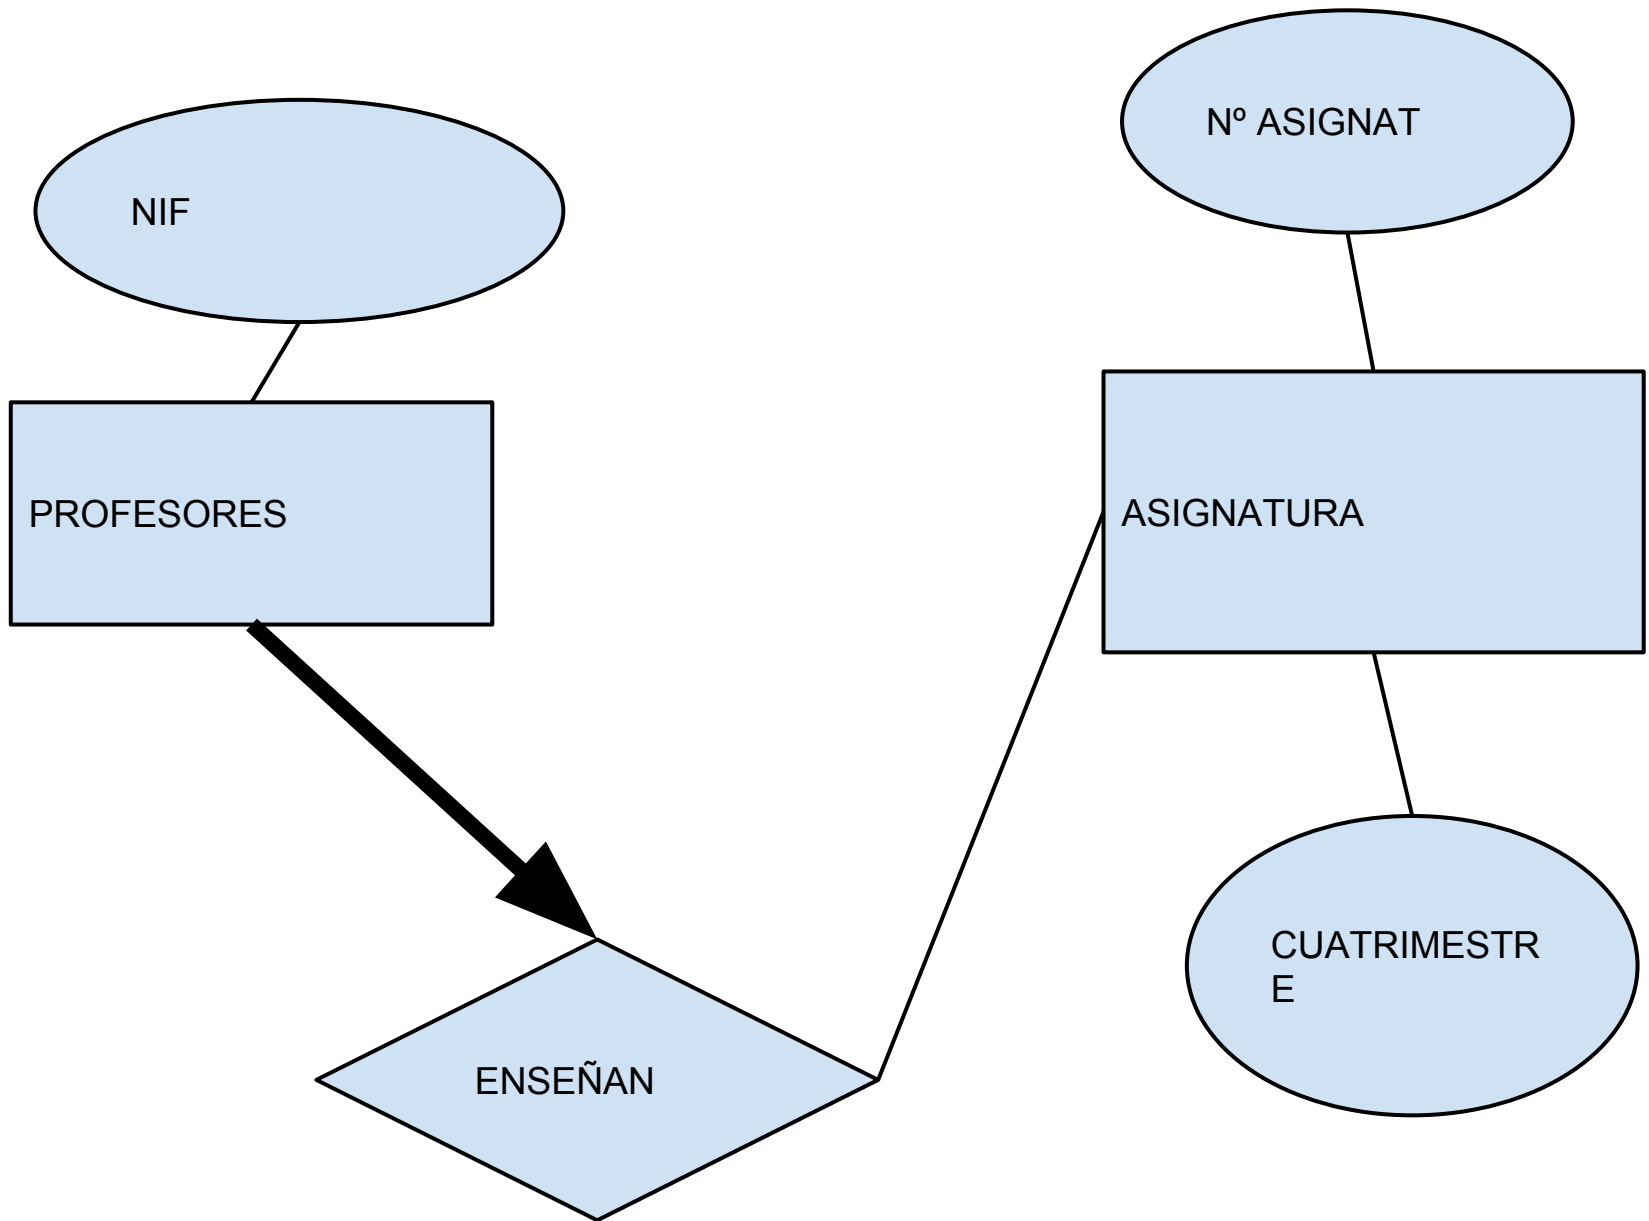 Nº ASIGNAT
NIF
PROFESORES
ASIGNATURA
CUATRIMESTR
E
ENSEÑAN